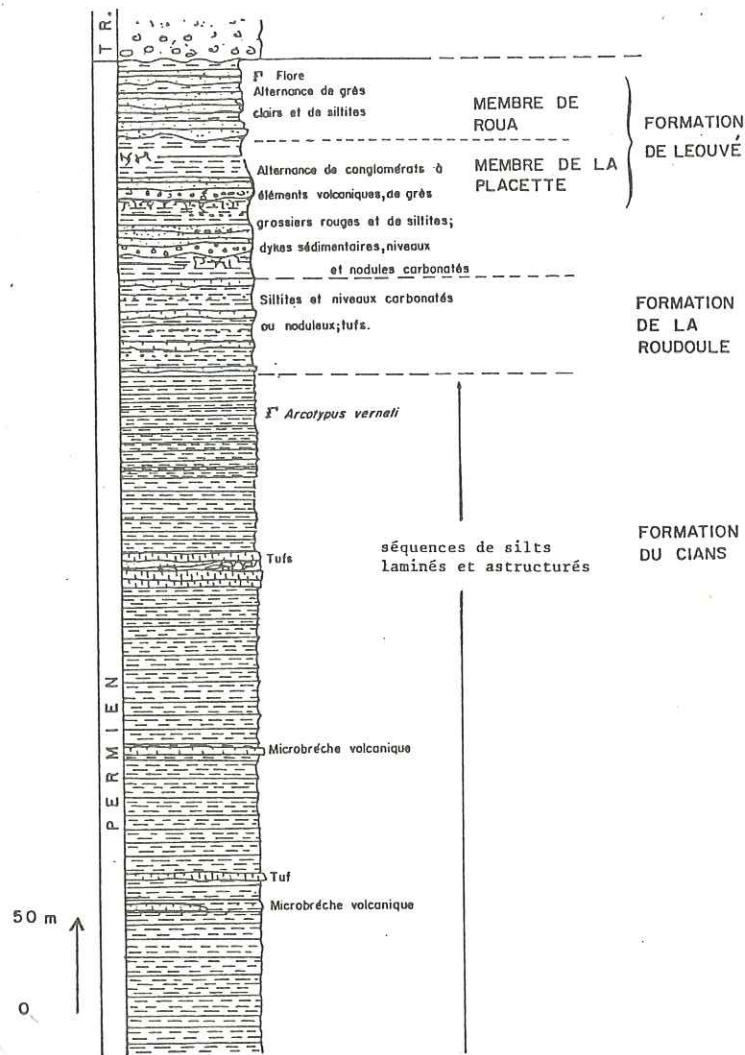 T R.
F Flore
Alternance de grès
clairs et de siltites
MEMBRE DE
ROUA
FORMATION
DE LEOUVÉ
MEMBRE DE LA
PLACETTE
Alternance de conglomérats à
éléments volcaniques, de grès
grossiers rouges et de siltites;
dykes sédimentaires, niveaux
et nodules carbonatés
Siltites et niveaux carbonatés
ou noduleux; tufs.
FORMATION
DE LA
ROUDOULE
F Arcotypus vernati
séquences de silts
laminés et astructurés
FORMATION
DU CIANS
Tufs
PERMIEN
Microbréche volcanique
Tuf
Microbréche volcanique
50 m
0